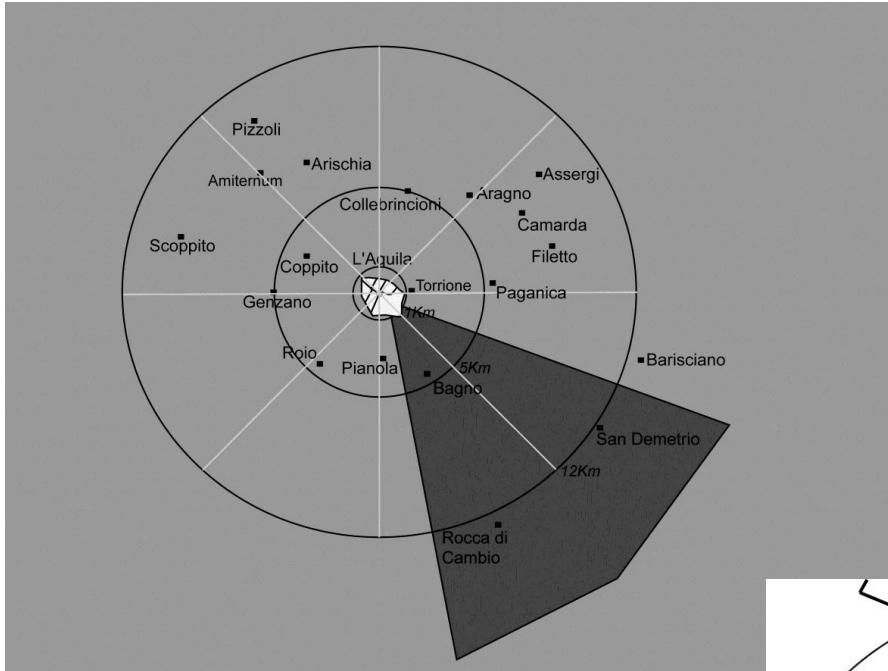 Pizzoli
Arischia
Assergi
Amiternum
Aragno
Collebrincioni
Camarda
Scoppito
Filetto
L'Aquila
Coppito
Torrione
Paganica
Genzano
1Km
Roio
Pianola
5Km
Barisciano
Bagno
San Demetrio
12Km
Rocca di
Cambio